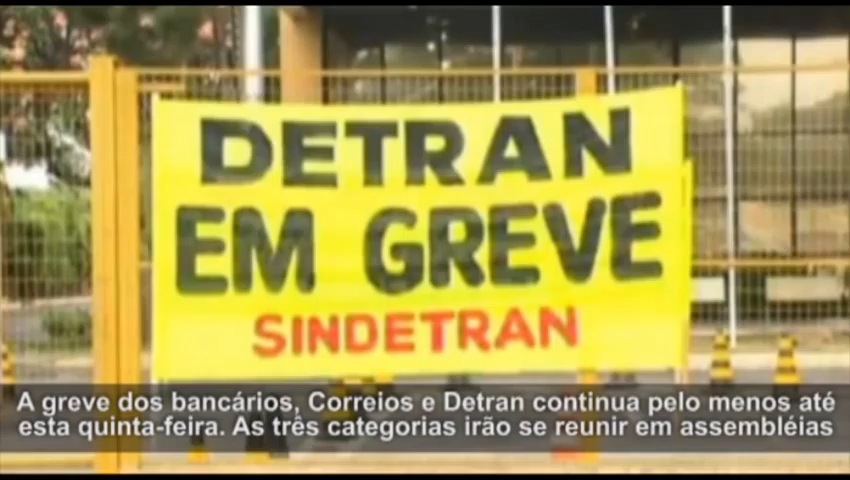 DETRAN
EM GREVE
SINDETRAN
A greve dos bancários, Correios e Detran continua pelo menos até
esta quinta-feira. As três categorias irão se reunir em assembléias